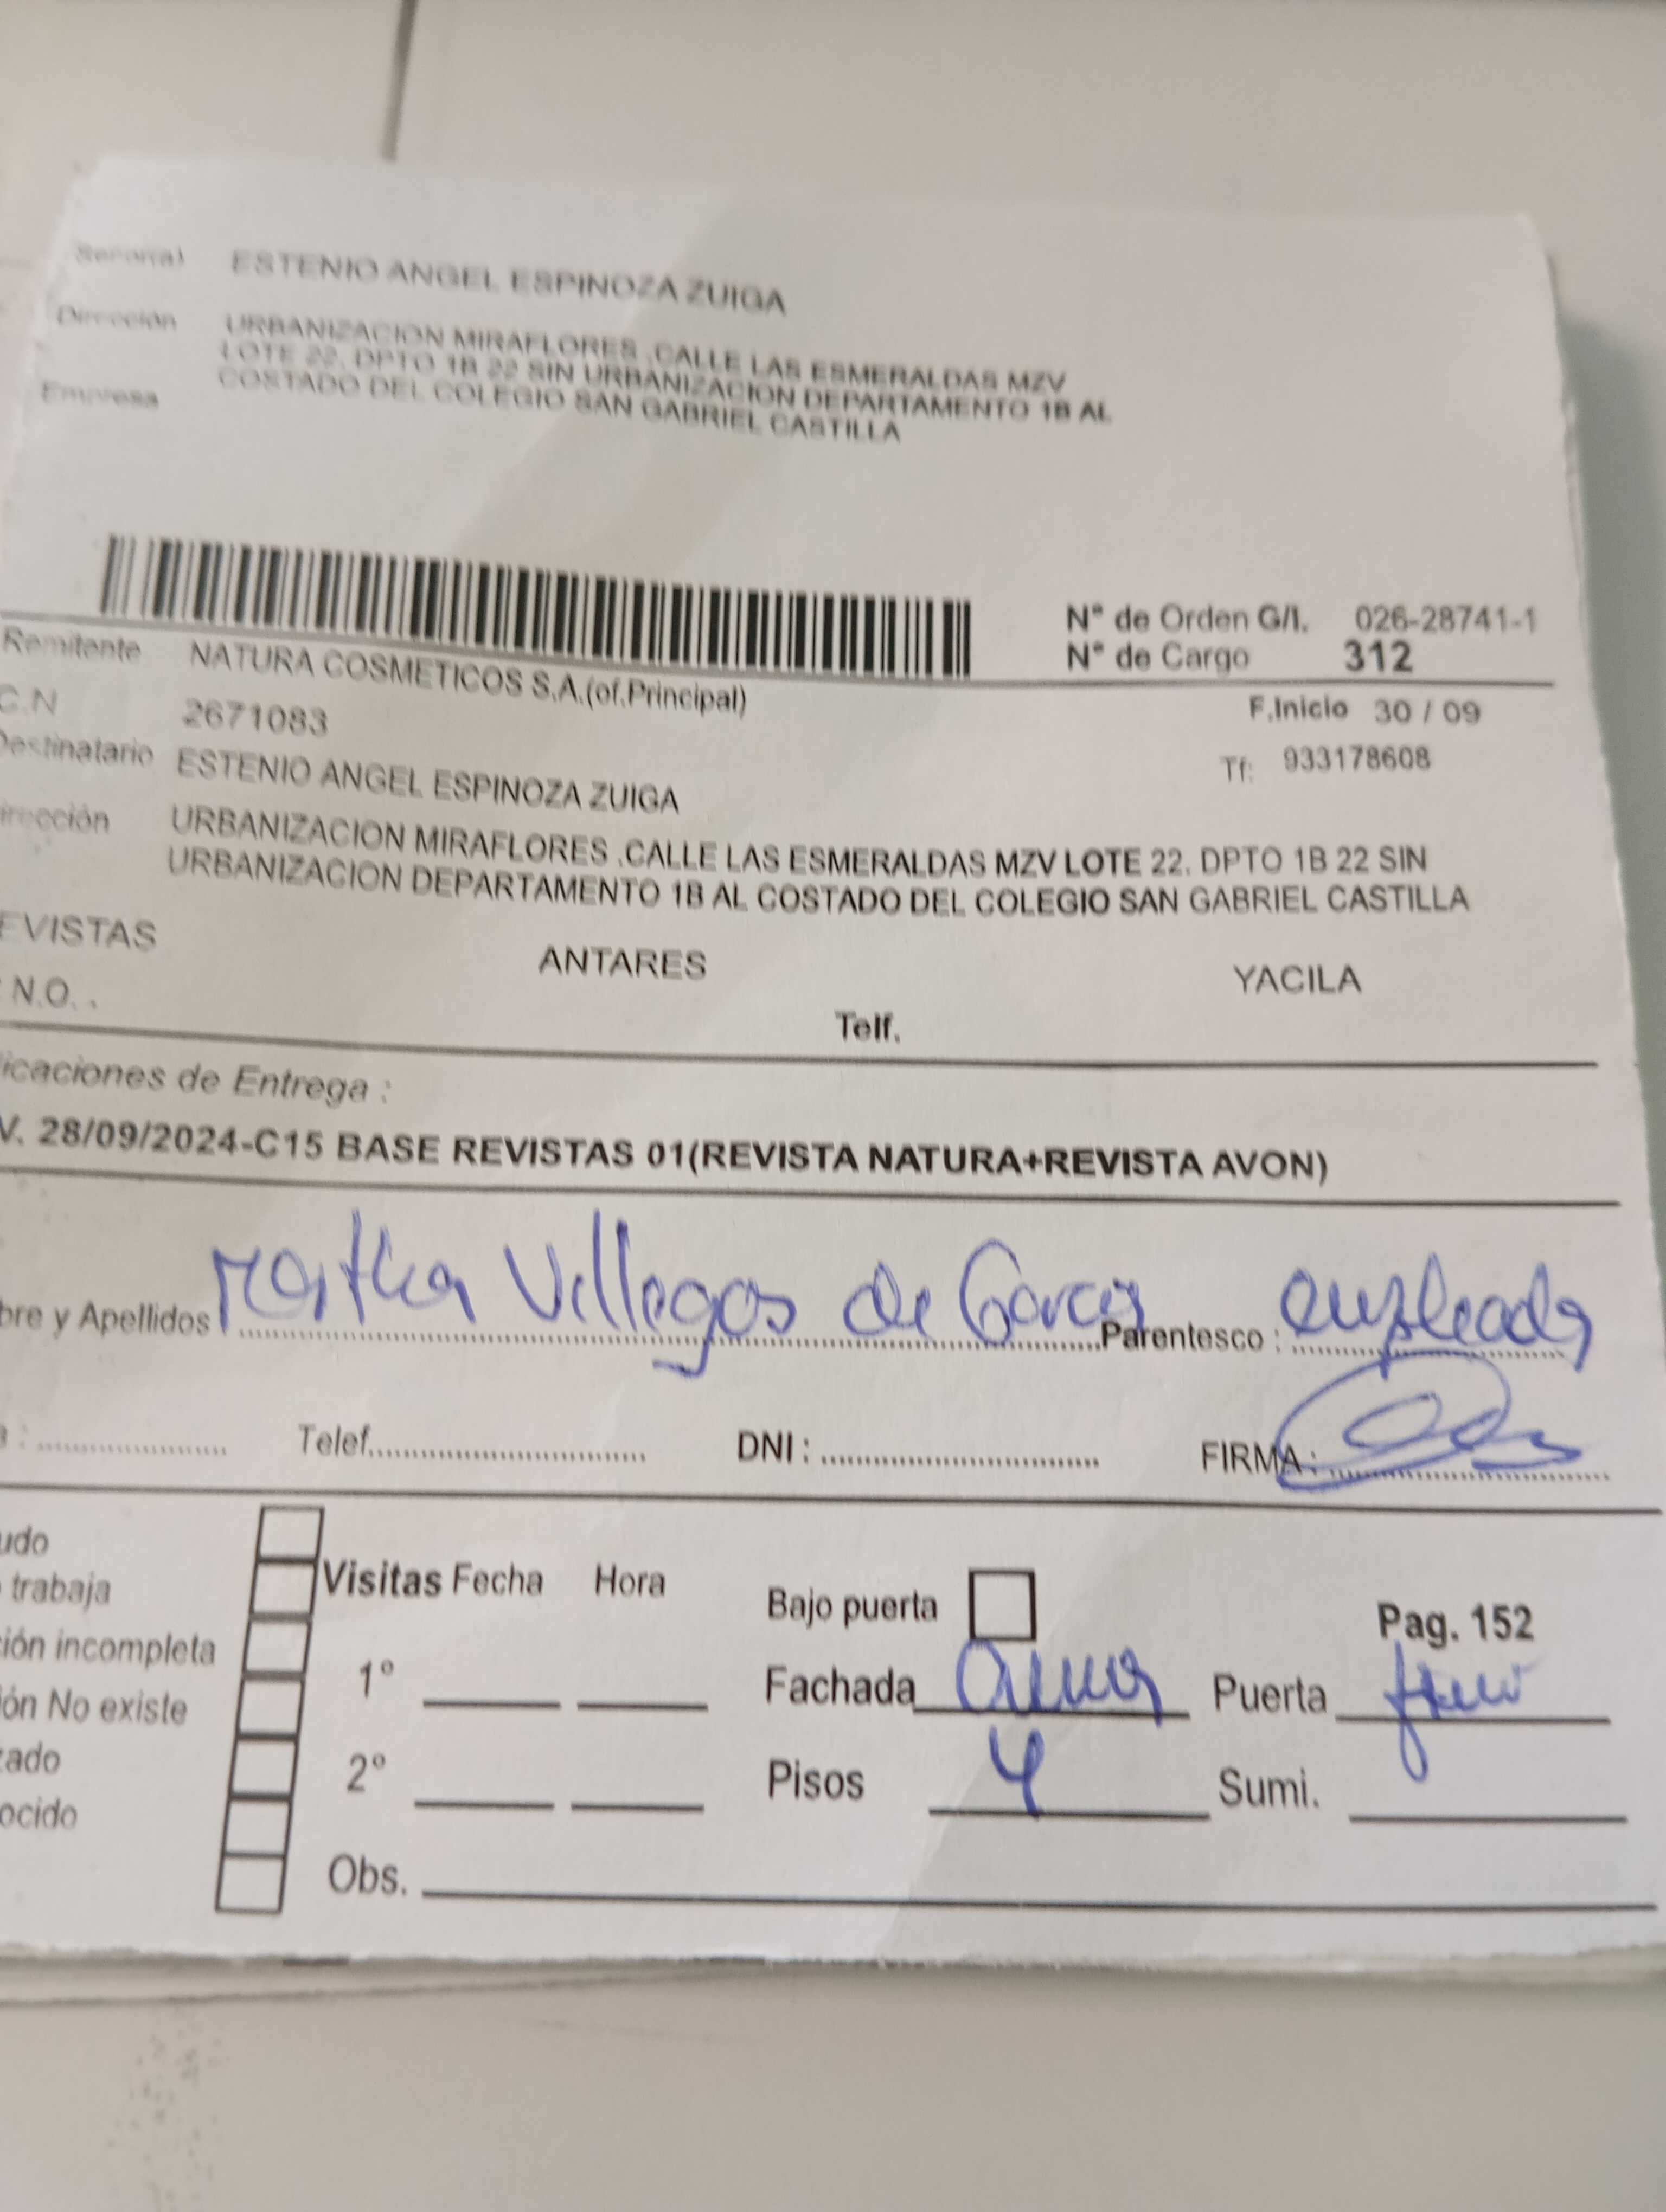 Señor(a) ESTENIO ANGEL ESPINOZA ZUIGA
Dirección URBANIZACION MIRAFLORES .CALLE LAS ESMERALDAS MZV
LOTE 22. DPTO 1B 22 SIN URBANIZACION DEPARTAMENTO 1B AL
Empresa COSTADO DEL COLEGIO SAN GABRIEL CASTILLA
N° de Orden G/I. 026-28741-1
N° de Cargo 312
Remitente NATURA COSMETICOS S.A.(of.Principal)
C.N 2671083 F.Inicio 30 / 09
Destinatario ESTENIO ANGEL ESPINOZA ZUIGA Tf: 933178608
irección URBANIZACION MIRAFLORES .CALLE LAS ESMERALDAS MZV LOTE 22. DPTO 1B 22 SIN
URBANIZACION DEPARTAMENTO 1B AL COSTADO DEL COLEGIO SAN GABRIEL CASTILLA
EVISTAS ANTARES YACILA
N.O. . Telf.
icaciones de Entrega :
V. 28/09/2024-C15 BASE REVISTAS 01(REVISTA NATURA+REVISTA AVON)
bre y Apellidos Martha Villegas de Garcia Parentesco : empleada
a : Telef. DNI : FIRMA :
udo
trabaja Visitas Fecha Hora Bajo puerta Pag. 152
ión incompleta 1° Fachada Puerta
ión No existe
zado 2° Pisos 4 Sumi.
ocido
Obs.